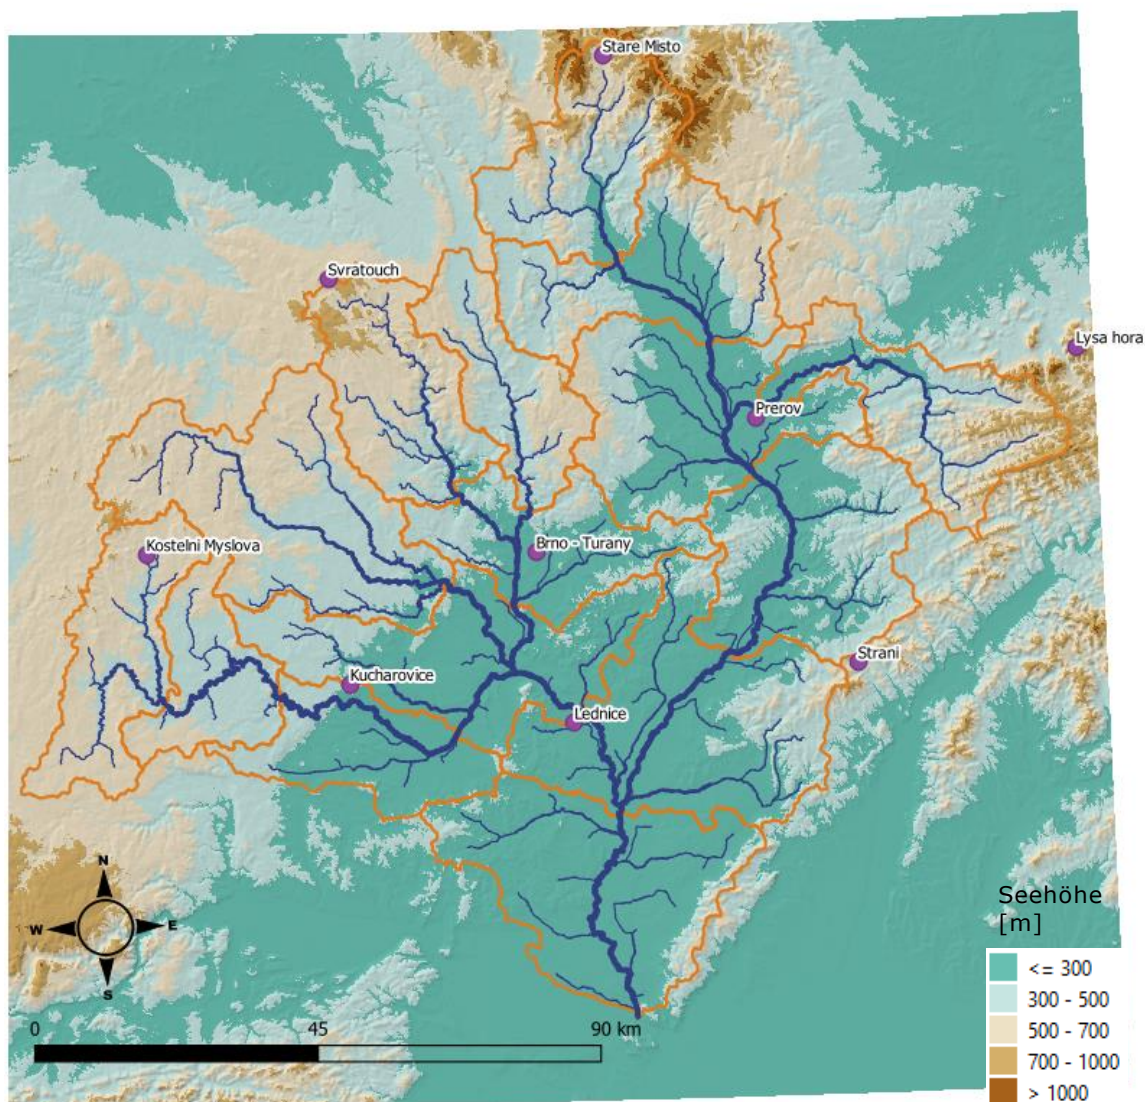 Stare Misto
Svratouch
Lysa hora
Prerov
Kostelni Myslova
Brno - Turany
Strani
Kucharovice
Lednice
N
W
E
S
0
45
90 km
Seehöhe
[m]
<= 300
300 - 500
500 - 700
700 - 1000
> 1000